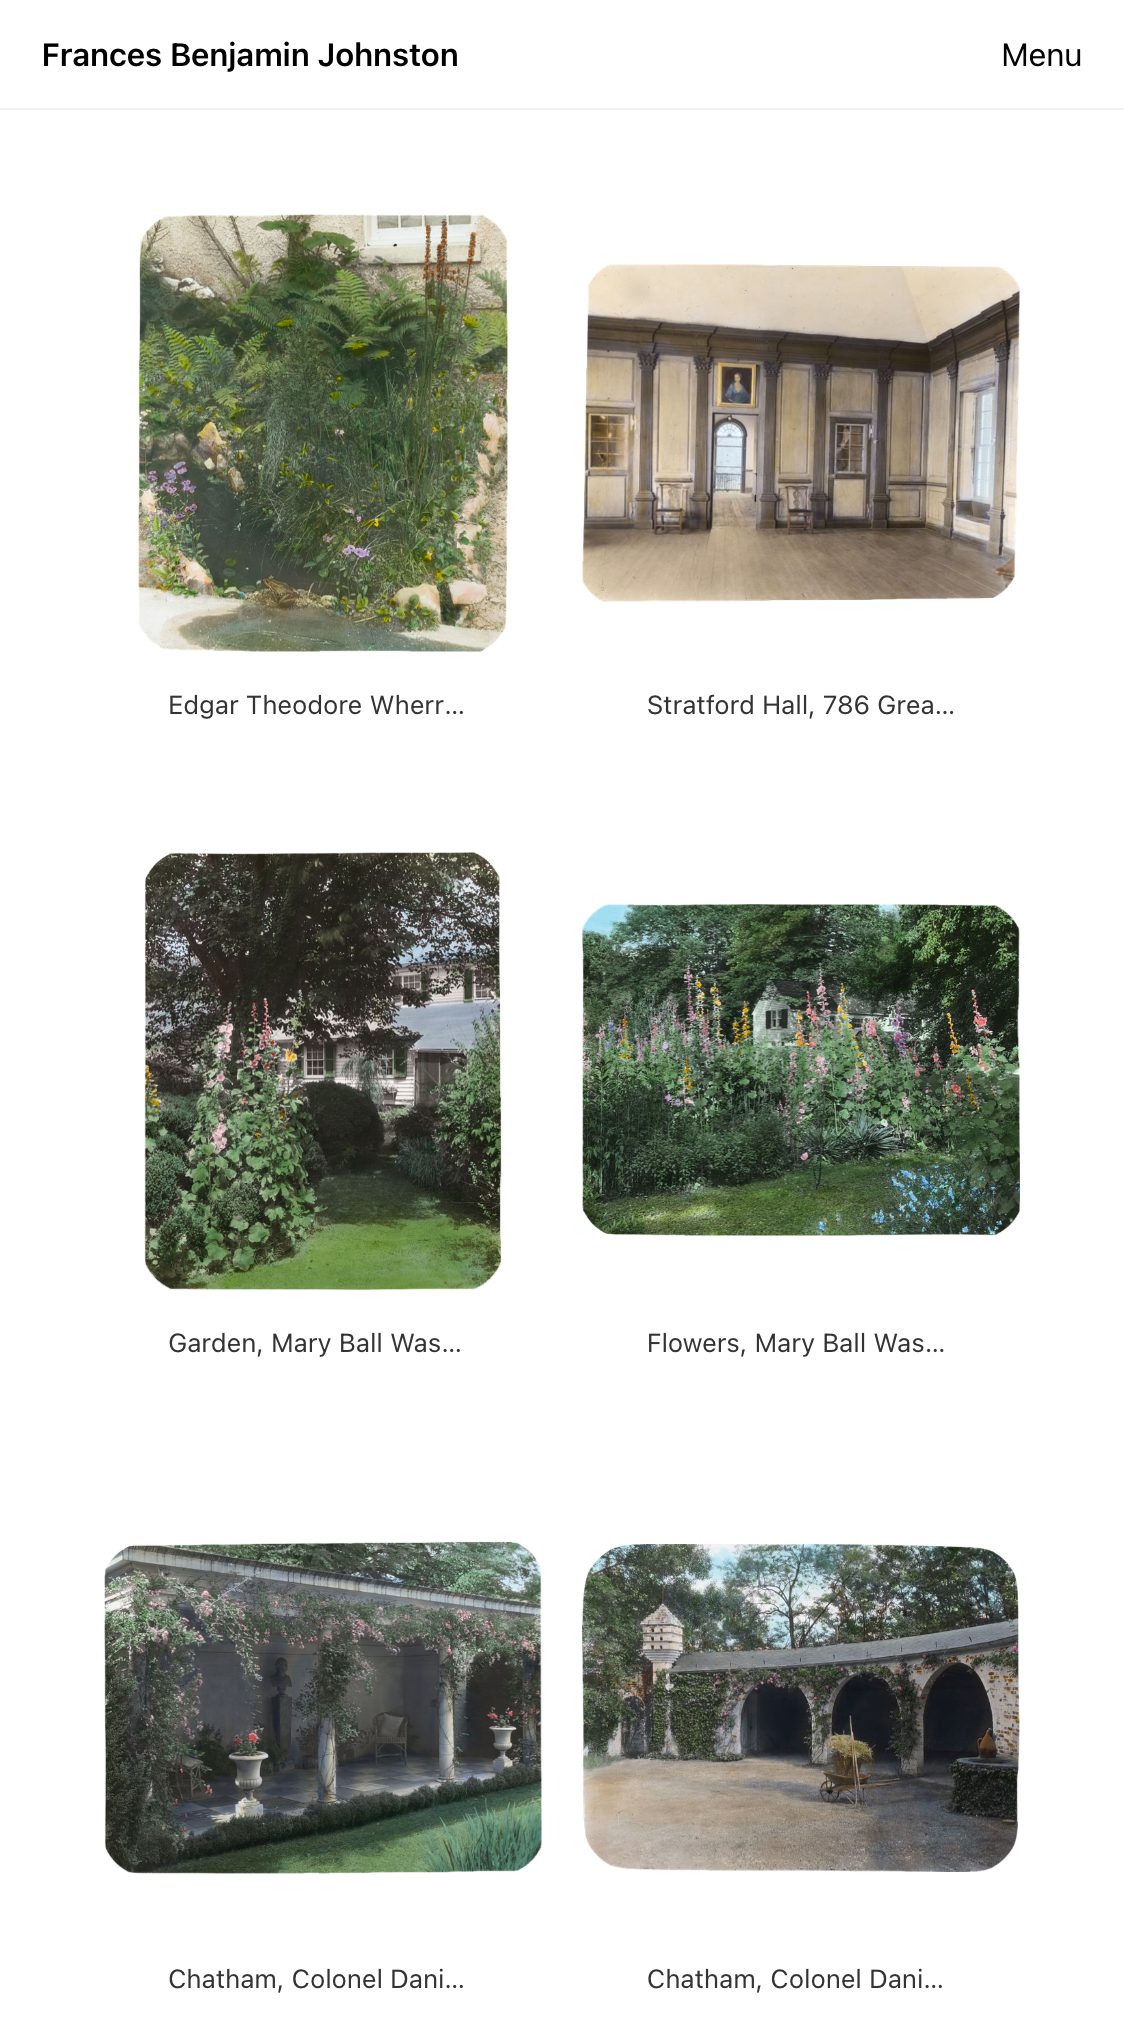 Frances Benjamin Johnston
Menu
Edgar Theodore Wherr...
Stratford Hall, 786 Grea...
Garden, Mary Ball Was...
Flowers, Mary Ball Was...
Chatham, Colonel Dani...
Chatham, Colonel Dani...